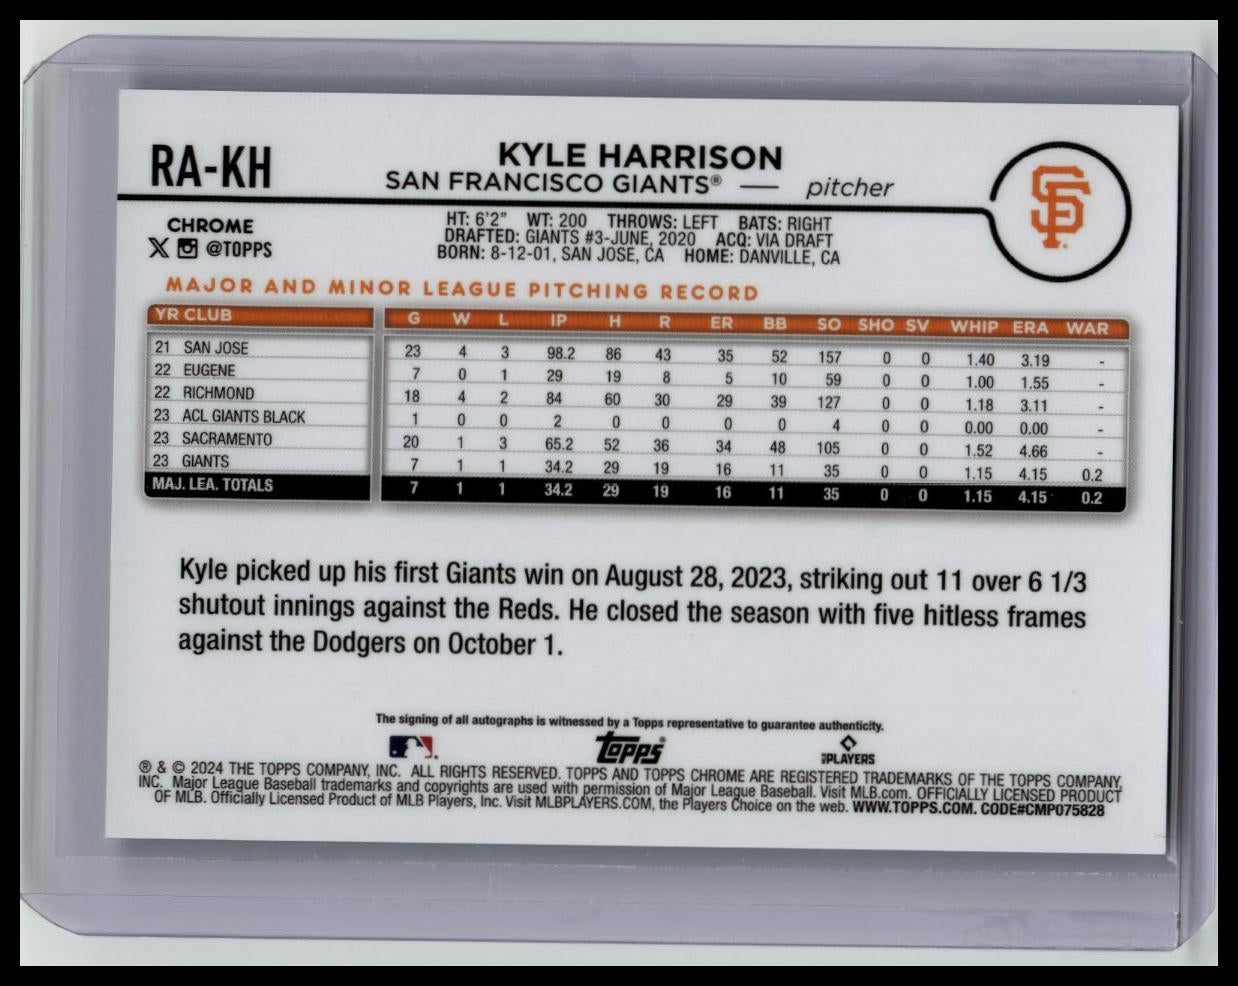 RA-KH
KYLE HARRISON
SAN FRANCISCO GIANTS® — pitcher
SF
CHROME
X @TOPPS
HT: 6'2" WT: 200 THROWS: LEFT BATS: RIGHT
DRAFTED: GIANTS #3-JUNE, 2020 ACQ: VIA DRAFT
BORN: 8-12-01, SAN JOSE, CA HOME: DANVILLE, CA
MAJOR AND MINOR LEAGUE PITCHING RECORD
YR CLUB G W L IP H R ER BB SO SHO SV WHIP ERA WAR
21 SAN JOSE 23 4 3 98.2 86 43 35 52 157 0 0 1.40 3.19 -
22 EUGENE 7 0 1 29 19 8 5 10 59 0 0 1.00 1.55 -
22 RICHMOND 18 4 2 84 60 30 29 39 127 0 0 1.18 3.11 -
23 ACL GIANTS BLACK 1 0 0 2 0 0 0 0 4 0 0 0.00 0.00 -
23 SACRAMENTO 20 1 3 65.2 52 36 34 48 105 0 0 1.52 4.66 -
23 GIANTS 7 1 1 34.2 29 19 16 11 35 0 0 1.15 4.15 0.2
MAJ. LEA. TOTALS 7 1 1 34.2 29 19 16 11 35 0 0 1.15 4.15 0.2
Kyle picked up his first Giants win on August 28, 2023, striking out 11 over 6 1/3
shutout innings against the Reds. He closed the season with five hitless frames
against the Dodgers on October 1.
The signing of all autographs is witnessed by a Topps representative to guarantee authenticity.
Topps
PLAYERS
® & © 2024 THE TOPPS COMPANY, INC. ALL RIGHTS RESERVED. TOPPS AND TOPPS CHROME ARE REGISTERED TRADEMARKS OF THE TOPPS COMPANY,
INC. Major League Baseball trademarks and copyrights are used with permission of Major League Baseball. Visit MLB.com. OFFICIALLY LICENSED PRODUCT
OF MLB. Officially Licensed Product of MLB Players, Inc. Visit MLBPLAYERS.COM, the Players Choice on the web. WWW.TOPPS.COM. CODE#CMP075828